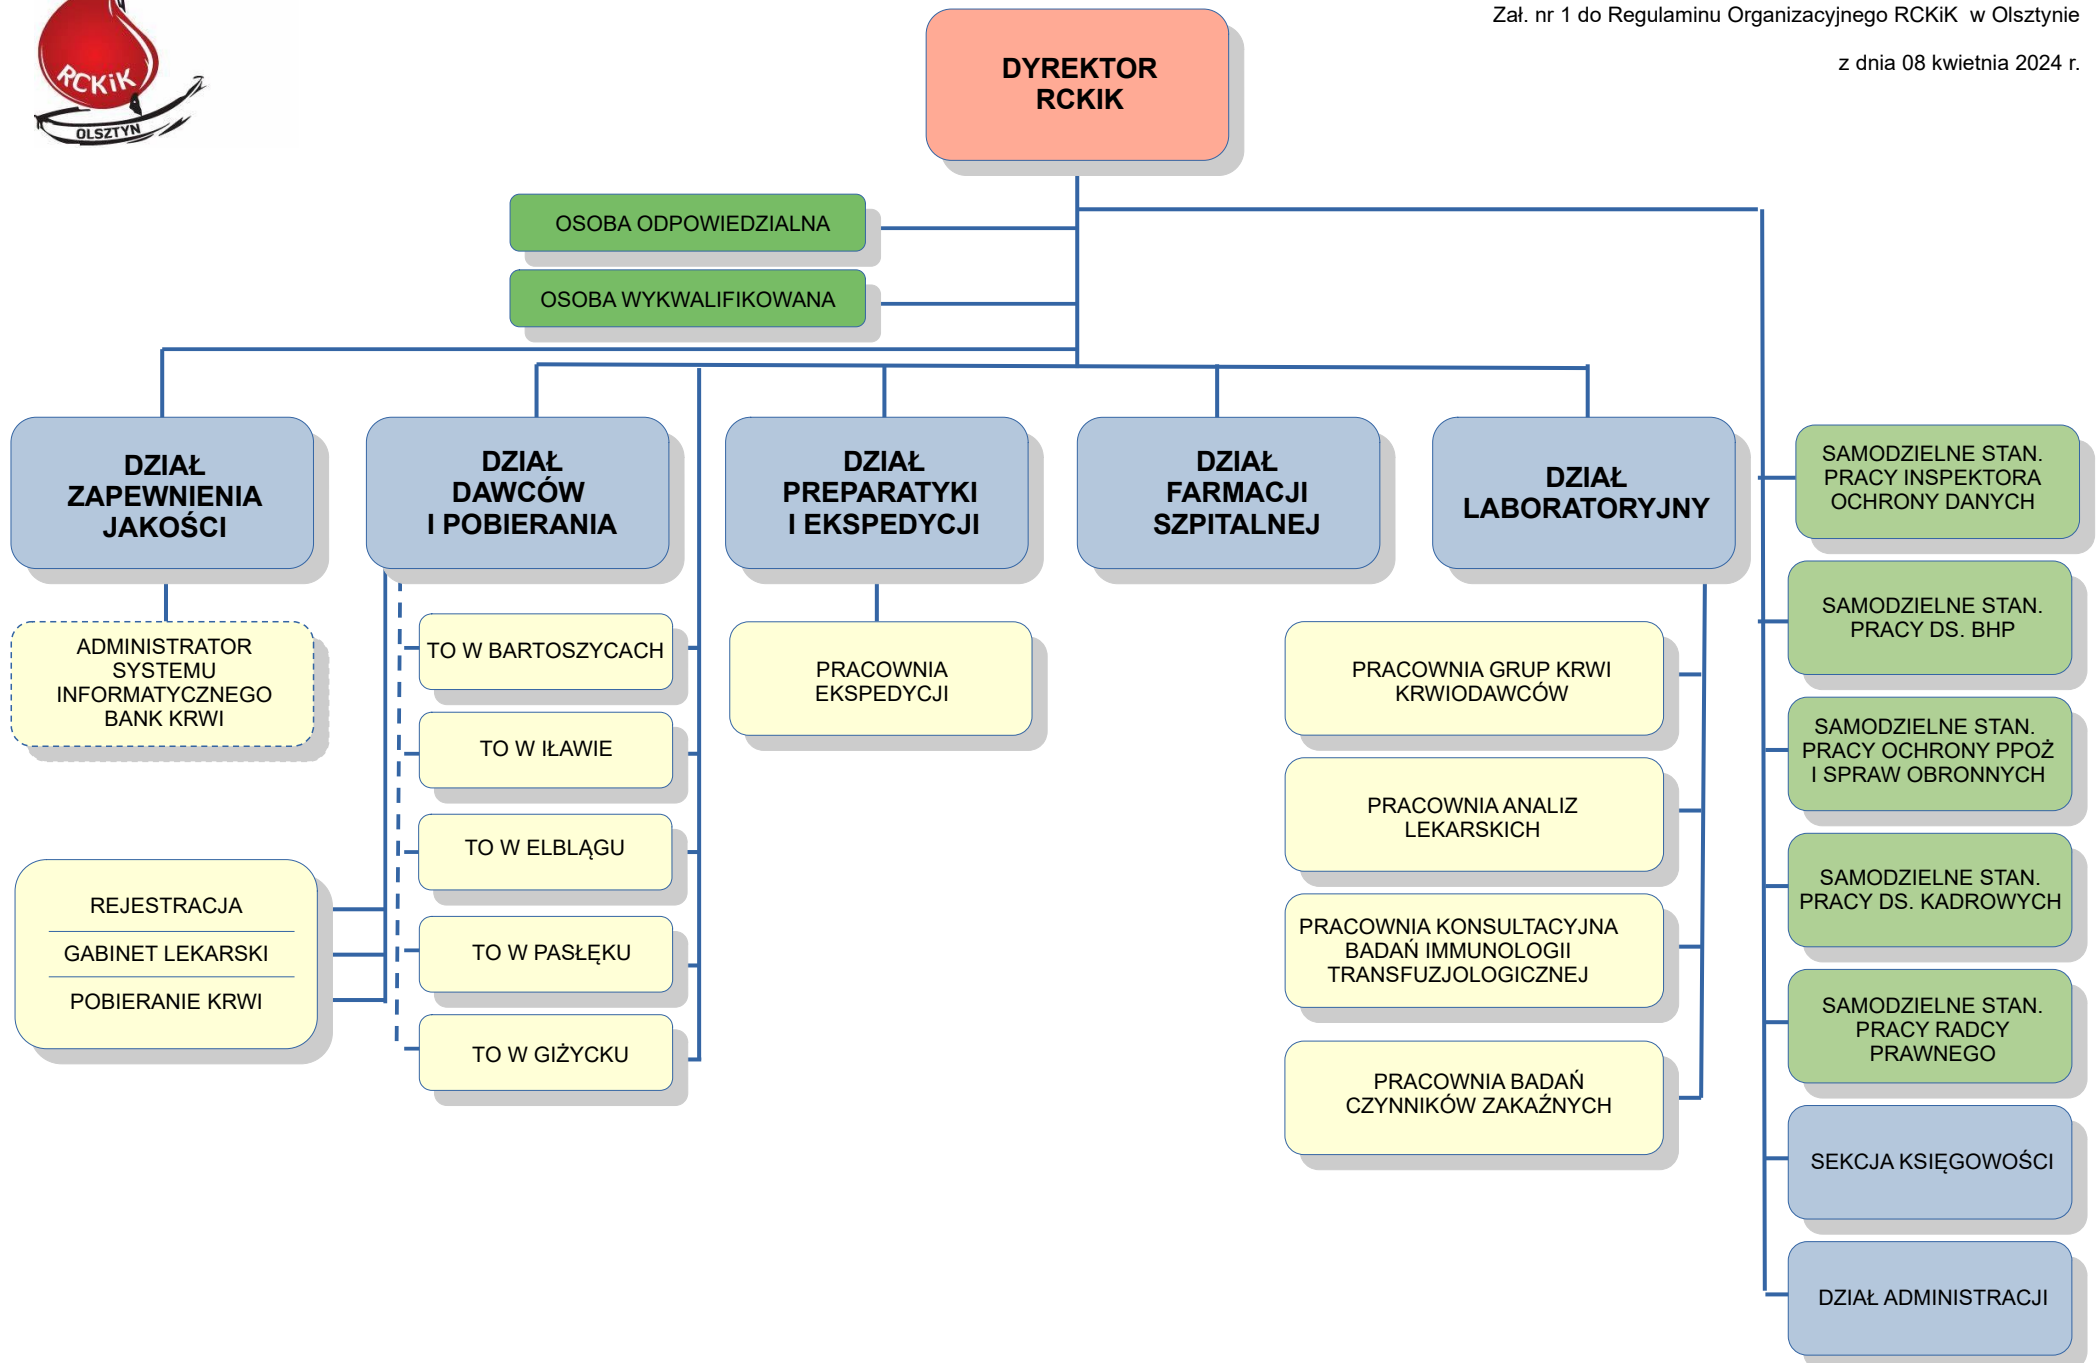 RCKiK
OLSZTYN
Zał. nr 1 do Regulaminu Organizacyjnego RCKiK w Olsztynie
z dnia 08 kwietnia 2024 r.
DYREKTOR
RCKIK
OSOBA ODPOWIEDZIALNA
OSOBA WYKWALIFIKOWANA
DZIAŁ
ZAPEWNIENIA
JAKOŚCI
DZIAŁ
DAWCÓW
I POBIERANIA
DZIAŁ
PREPARATYKI
I EKSPEDYCJI
DZIAŁ
FARMACJI
SZPITALNEJ
DZIAŁ
LABORATORYJNY
ADMINISTRATOR
SYSTEMU
INFORMATYCZNEGO
BANK KRWI
REJESTRACJA
GABINET LEKARSKI
POBIERANIE KRWI
TO W BARTOSZYCACH
TO W IŁAWIE
TO W ELBLĄGU
TO W PASŁĘKU
TO W GIŻYCKU
PRACOWNIA
EKSPEDYCJI
PRACOWNIA GRUP KRWI
KRWIODAWCÓW
PRACOWNIA ANALIZ
LEKARSKICH
PRACOWNIA KONSULTACYJNA
BADAŃ IMMUNOLOGII
TRANSFUZJOLOGICZNEJ
PRACOWNIA BADAŃ
CZYNNIKÓW ZAKAŹNYCH
SAMODZIELNE STAN.
PRACY INSPEKTORA
OCHRONY DANYCH
SAMODZIELNE STAN.
PRACY DS. BHP
SAMODZIELNE STAN.
PRACY OCHRONY PPOŻ
I SPRAW OBRONNYCH
SAMODZIELNE STAN.
PRACY DS. KADROWYCH
SAMODZIELNE STAN.
PRACY RADCY
PRAWNEGO
SEKCJA KSIĘGOWOŚCI
DZIAŁ ADMINISTRACJI